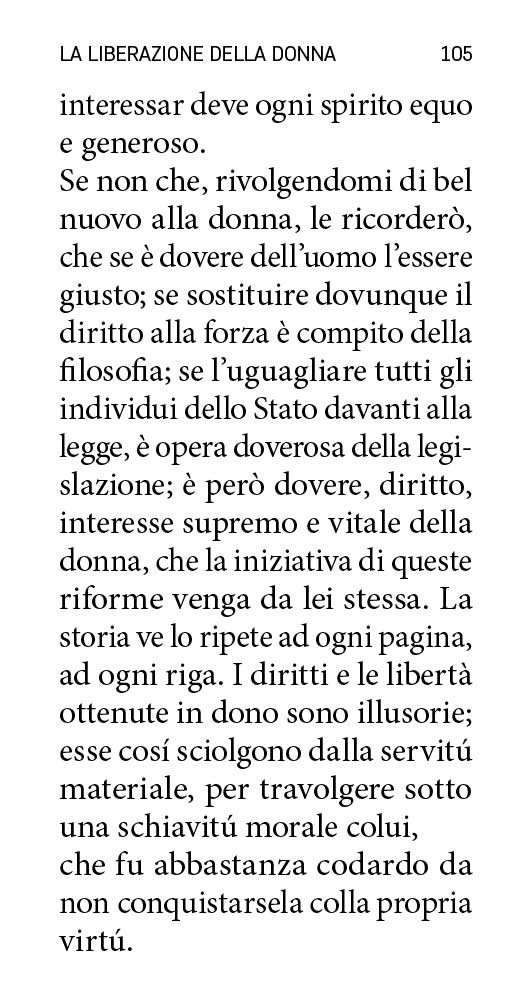 LA LIBERAZIONE DELLA DONNA 105
interessar deve ogni spirito equo
e generoso.
Se non che, rivolgendomi di bel
nuovo alla donna, le ricorderò,
che se è dovere dell’uomo l’essere
giusto; se sostituire dovunque il
diritto alla forza è compito della
filosofia; se l’uguagliare tutti gli
individui dello Stato davanti alla
legge, è opera doverosa della legi-
slazione; è però dovere, diritto,
interesse supremo e vitale della
donna, che la iniziativa di queste
riforme venga da lei stessa. La
storia ve lo ripete ad ogni pagina,
ad ogni riga. I diritti e le libertà
ottenute in dono sono illusorie;
esse cosí sciolgono dalla servitú
materiale, per travolgere sotto
una schiavitú morale colui,
che fu abbastanza codardo da
non conquistarsela colla propria
virtú.